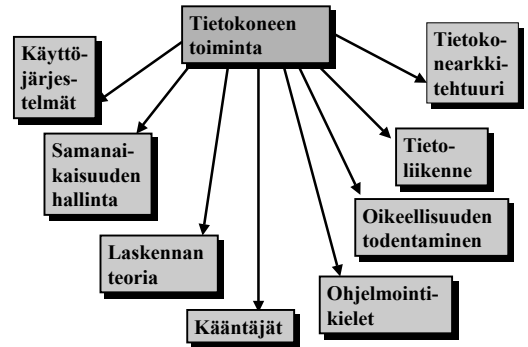 Tietokoneen
toiminta
Käyttö-
järjes-
telmät
Tietoko-
nearkki-
tehtuuri
Samanai-
kaisuuden
hallinta
Tieto-
liikenne
Oikeellisuuden
todentaminen
Laskennan
teoria
Ohjelmointi-
kielet
Kääntäjät